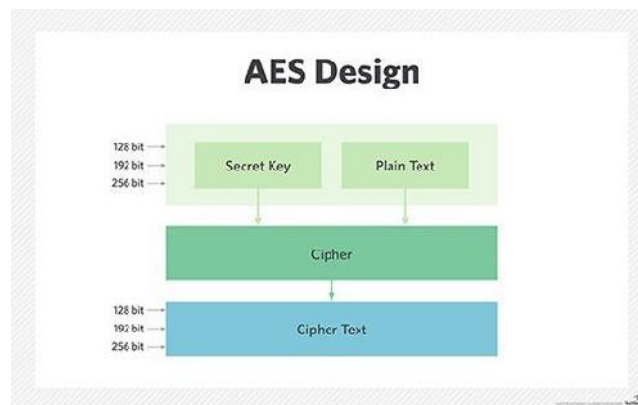 AES Design
128 bit
192 bit
256 bit
Secret Key
Plain Text
Cipher
128 bit
192 bit
256 bit
Cipher Text